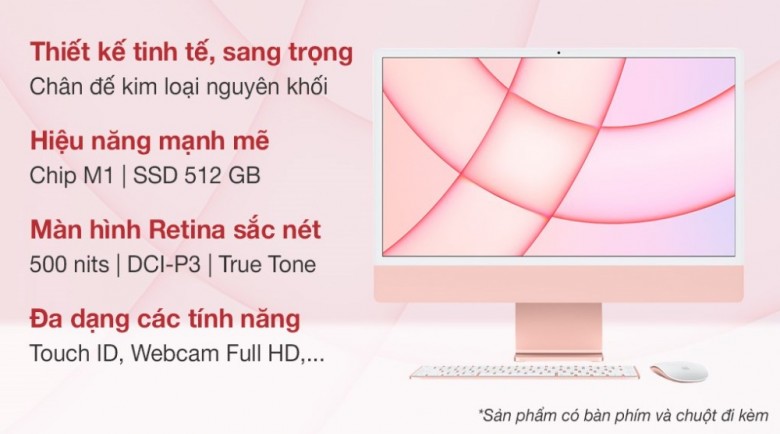 Thiết kế tinh tế, sang trọng
Chân đế kim loại nguyên khối
Hiệu năng mạnh mẽ
Chip M1 | SSD 512 GB
Màn hình Retina sắc nét
500 nits | DCI-P3 | True Tone
Đa dạng các tính năng
Touch ID, Webcam Full HD,...
*Sản phẩm có bàn phím và chuột đi kèm